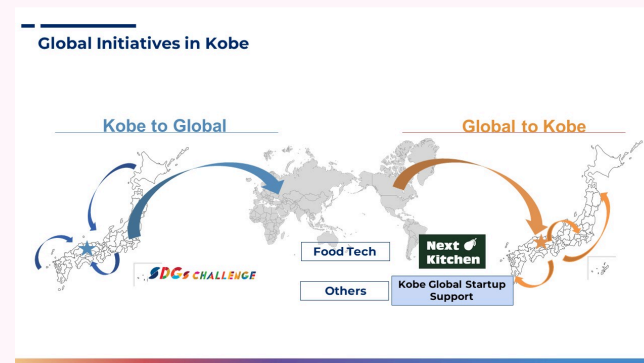 Global Initiatives in Kobe
Kobe to Global
Global to Kobe
SDGs CHALLENGE
Food Tech
Next
Kitchen
Others
Kobe Global Startup
Support